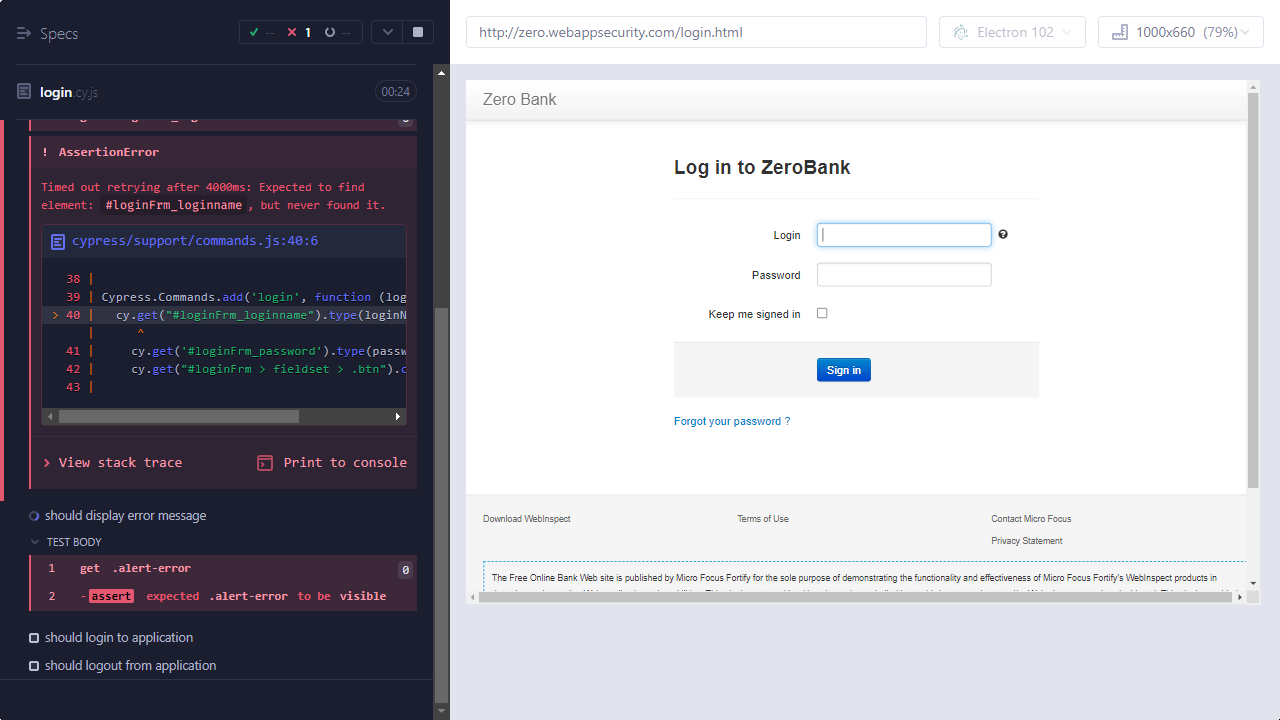 Specs
-- 1 --
login.cy.js
00:24
! AssertionError
Timed out retrying after 4000ms: Expected to find
element: #loginFrm_loginname, but never found it.
cypress/support/commands.js:40:6
38 |
39 | Cypress.Commands.add('login', function (log
> 40 | cy.get("#loginFrm_loginname").type(loginN
| ^
41 | cy.get('#loginFrm_password').type(passw
42 | cy.get("#loginFrm > fieldset > .btn").c
43 |
View stack trace
Print to console
should display error message
TEST BODY
1 get .alert-error 0
2 -assert expected .alert-error to be visible
should login to application
should logout from application
http://zero.webappsecurity.com/login.html
Electron 102
1000x660 (79%)
Zero Bank
Log in to ZeroBank
Login
Password
Keep me signed in
Sign in
Forgot your password ?
Download WebInspect
Terms of Use
Contact Micro Focus
Privacy Statement
The Free Online Bank Web site is published by Micro Focus Fortify for the sole purpose of demonstrating the functionality and effectiveness of Micro Focus Fortify's WebInspect products in